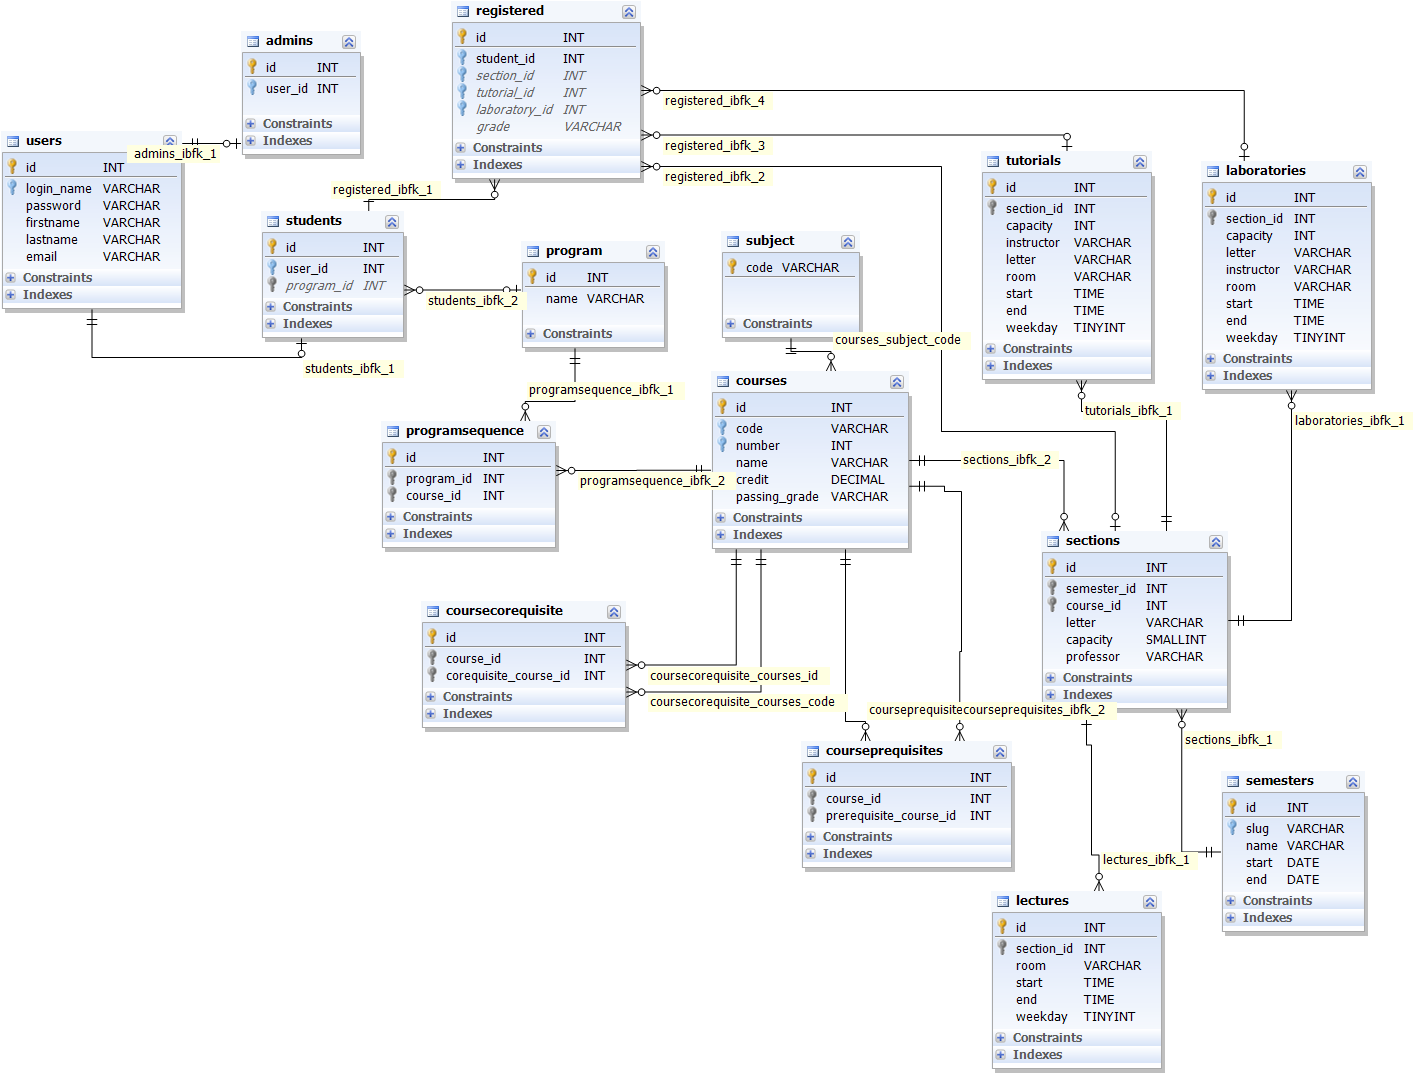 registered
id INT
student_id INT
section_id INT
tutorial_id INT
laboratory_id INT
grade VARCHAR
Constraints
Indexes
admins
id INT
user_id INT
Constraints
Indexes
users
id INT
login_name VARCHAR
password VARCHAR
firstname VARCHAR
lastname VARCHAR
email VARCHAR
Constraints
Indexes
admins_ibfk_1
registered_ibfk_4
registered_ibfk_3
registered_ibfk_2
registered_ibfk_1
students
id INT
user_id INT
program_id INT
Constraints
Indexes
students_ibfk_2
students_ibfk_1
program
id INT
name VARCHAR
Constraints
subject
code VARCHAR
Constraints
courses_subject_code
tutorials
id INT
section_id INT
capacity INT
instructor VARCHAR
letter VARCHAR
room VARCHAR
start TIME
end TIME
weekday TINYINT
Constraints
Indexes
laboratories
id INT
section_id INT
capacity INT
letter VARCHAR
instructor VARCHAR
room VARCHAR
start TIME
end TIME
weekday TINYINT
Constraints
Indexes
tutorials_ibfk_1
laboratories_ibfk_1
programsequence_ibfk_1
programsequence
id INT
program_id INT
course_id INT
Constraints
Indexes
programsequence_ibfk_2
courses
id INT
code VARCHAR
number INT
name VARCHAR
credit DECIMAL
passing_grade VARCHAR
Constraints
Indexes
sections_ibfk_2
sections
id INT
semester_id INT
course_id INT
letter VARCHAR
capacity SMALLINT
professor VARCHAR
Constraints
Indexes
coursecorequisite
id INT
course_id INT
corequisite_course_id INT
Constraints
Indexes
coursecorequisite_courses_id
coursecorequisite_courses_code
courseprequisitecourseprequisites_ibfk_2
courseprequisites
id INT
course_id INT
prerequisite_course_id INT
Constraints
Indexes
sections_ibfk_1
semesters
id INT
slug VARCHAR
name VARCHAR
start DATE
end DATE
Constraints
Indexes
lectures_ibfk_1
lectures
id INT
section_id INT
room VARCHAR
start TIME
end TIME
weekday TINYINT
Constraints
Indexes